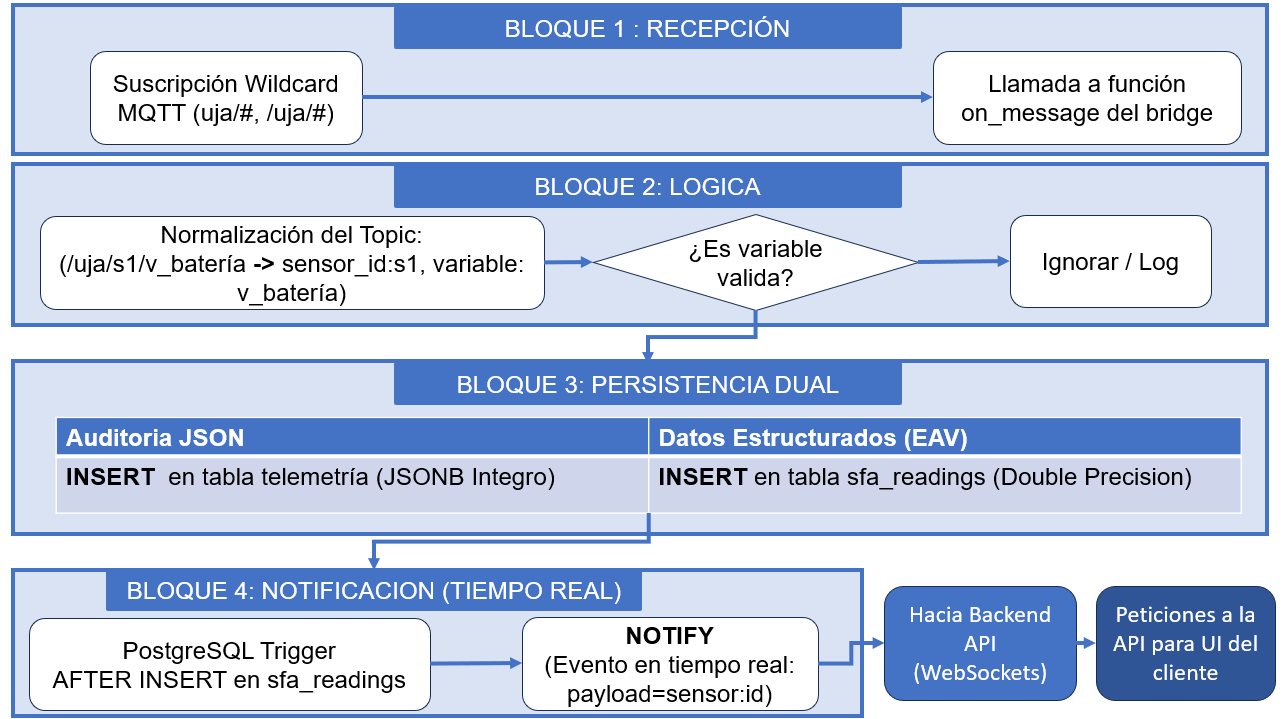 BLOQUE 1 : RECEPCIÓN
Suscripción Wildcard
MQTT (uja/#, /uja/#)
Llamada a función
on_message del bridge
BLOQUE 2: LOGICA
Normalización del Topic:
(/uja/s1/v_batería -> sensor_id:s1, variable:
v_batería)
¿Es variable
valida?
Ignorar / Log
BLOQUE 3: PERSISTENCIA DUAL
Auditoria JSON
Datos Estructurados (EAV)
INSERT en tabla telemetría (JSONB Integro)
INSERT en tabla sfa_readings (Double Precision)
BLOQUE 4: NOTIFICACION (TIEMPO REAL)
PostgreSQL Trigger
AFTER INSERT en sfa_readings
NOTIFY
(Evento en tiempo real:
payload=sensor:id)
Hacia Backend
API
(WebSockets)
Peticiones a la
API para UI del
cliente